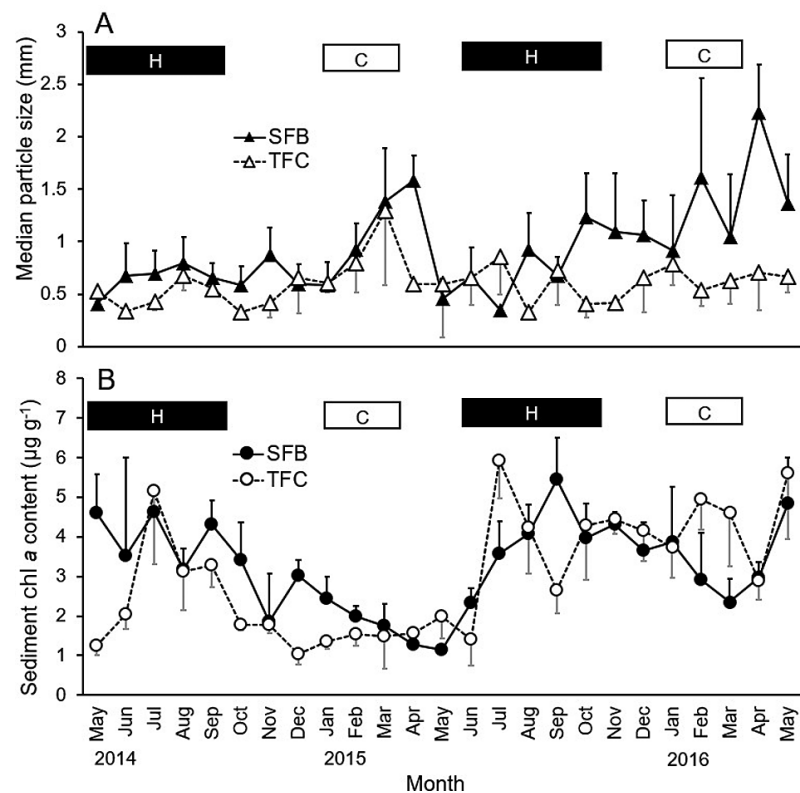 A
Median particle size (mm)
3
2.5
2
1.5
1
0.5
0
H
C
H
C
SFB
TFC
B
Sediment chl a content (µg g-1)
8
7
6
5
4
3
2
1
0
H
C
H
C
SFB
TFC
May Jun Jul Aug Sep Oct Nov Dec Jan Feb Mar Apr May Jun Jul Aug Sep Oct Nov Dec Jan Feb Mar Apr May
2014 2015 2016
Month